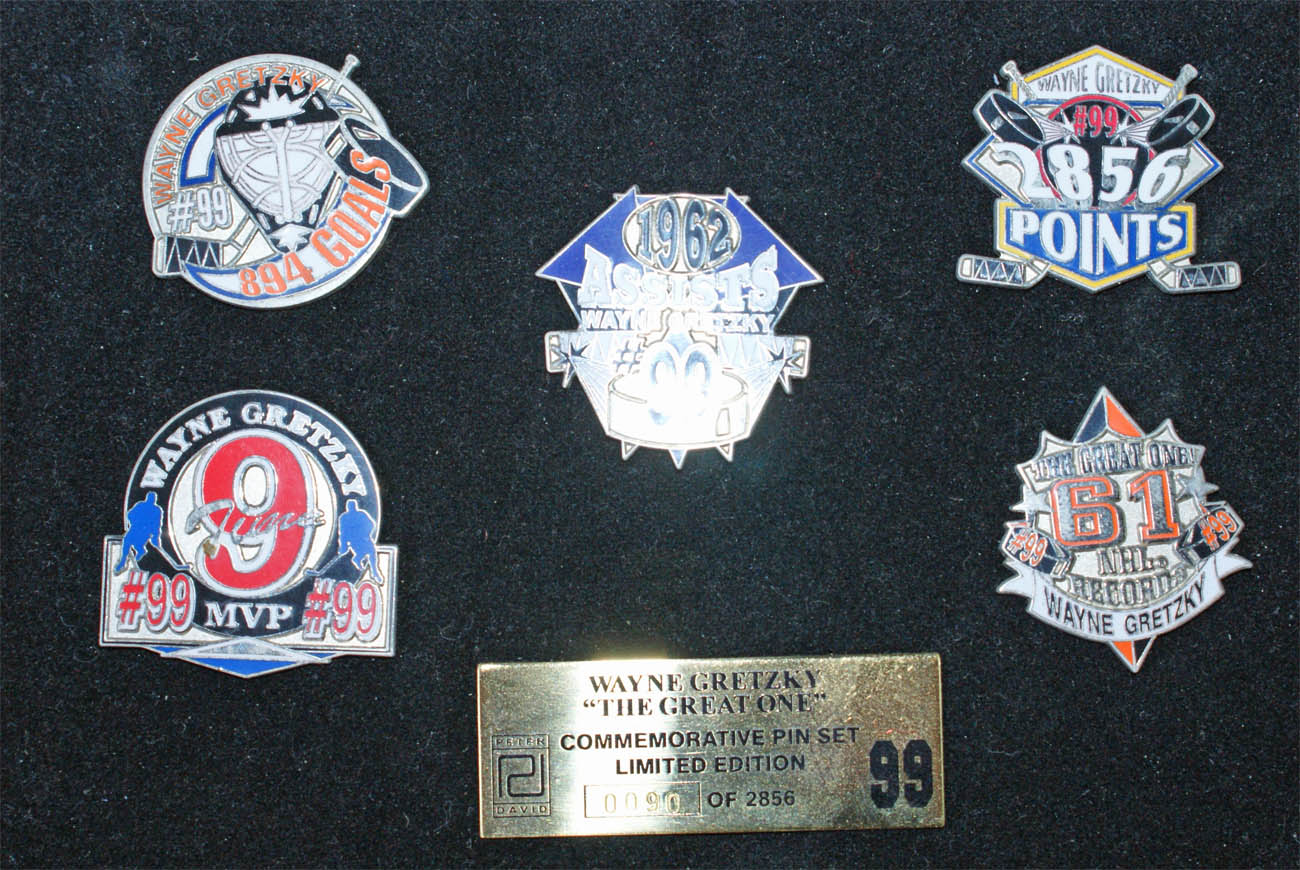 WAYNE GRETZKY
#99
894 GOALS
WAYNE GRETZKY
#99
2856
POINTS
1962
ASSISTS
WAYNE GRETZKY
#99
WAYNE GRETZKY
9
Times
#99 MVP #99
THE GREAT ONE!
61
#99 #99
NHL
RECORDS
WAYNE GRETZKY
WAYNE GRETZKY
“THE GREAT ONE”
COMMEMORATIVE PIN SET
LIMITED EDITION
0090 OF 2856
99
PETER
DAVID